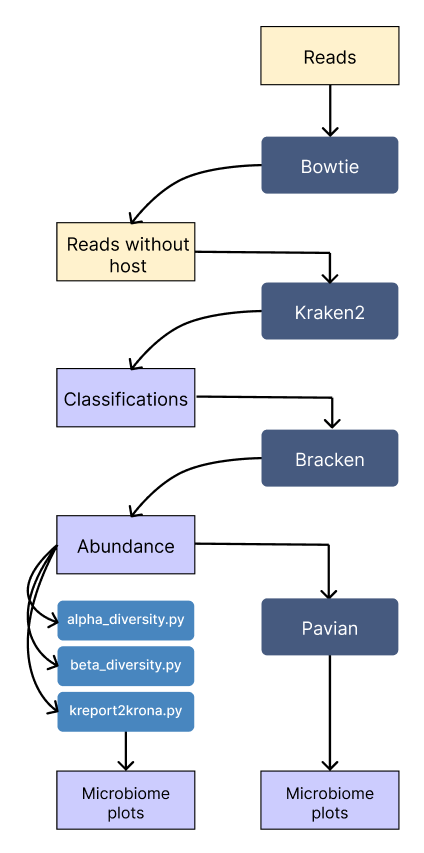 Reads
Bowtie
Reads without
host
Kraken2
Classifications
Bracken
Abundance
alpha_diversity.py
beta_diversity.py
kreport2krona.py
Pavian
Microbiome
plots
Microbiome
plots